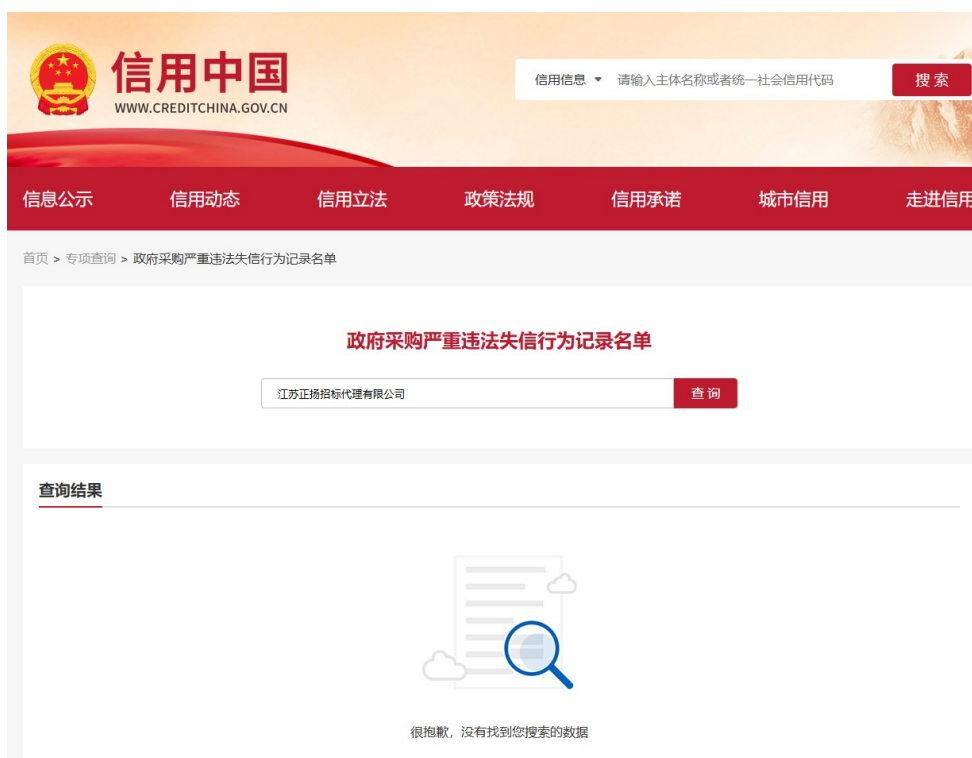 信用中国
WWW.CREDITCHINA.GOV.CN
信用信息 请输入主体名称或者统一社会信用代码 搜索
信息公示 信用动态 信用立法 政策法规 信用承诺 城市信用 走进信用
首页 > 专项查询 > 政府采购严重违法失信行为记录名单
政府采购严重违法失信行为记录名单
江苏正扬招标代理有限公司 查询
查询结果
很抱歉，没有找到您搜索的数据